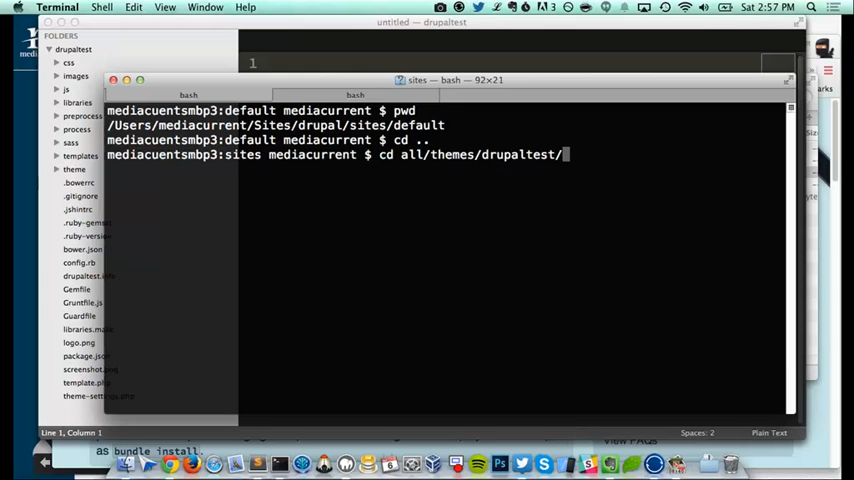 Terminal Shell Edit View Window Help
3
Sat 2:57 PM
untitled — drupaltest
FOLDERS
drupaltest
css
images
js
libraries
preprocess
process
sass
templates
theme
.bowerrc
.gitignore
.jshintrc
.ruby-gemset
.ruby-version
bower.json
config.rb
drupaltest.info
Gemfile
Gruntfile.js
Guardfile
libraries.make
logo.png
package.json
screenshot.png
template.php
theme-settings.php
1
sites — bash — 92×21
bash
bash
mediacuentsmbp3:default mediacurrent $ pwd
/Users/mediacurrent/Sites/drupal/sites/default
mediacuentsmbp3:default mediacurrent $ cd ..
mediacuentsmbp3:sites mediacurrent $ cd all/themes/drupaltest/
Line 1, Column 1
Spaces: 2
Plain Text
View FAQs
as bundle install.